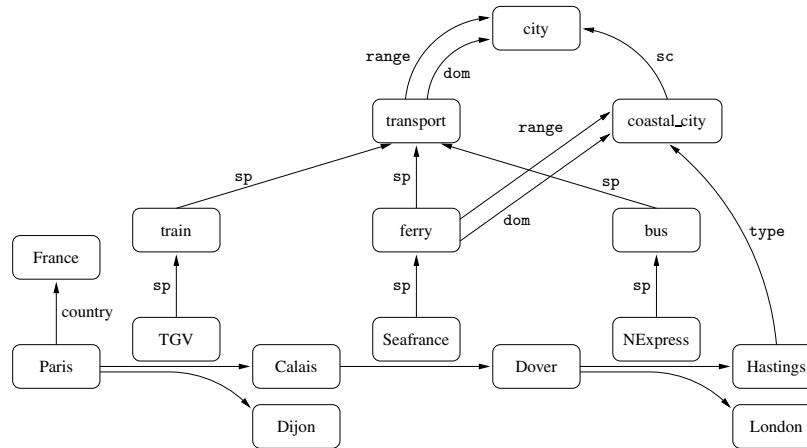 city
range
dom
sc
transport
coastal_city
range
sp
sp
sp
dom
train
ferry
bus
type
France
sp
sp
sp
country
TGV
Seafrance
NExpress
Paris
Calais
Dover
Hastings
Dijon
London